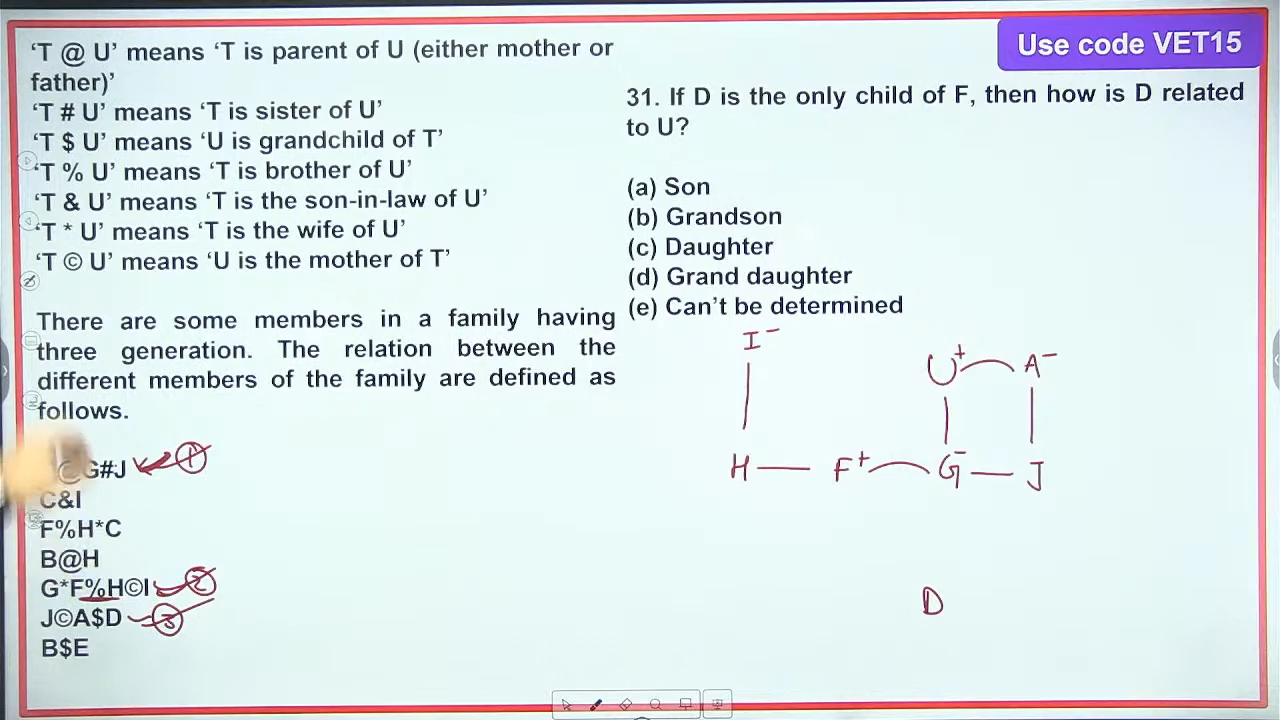 ‘T @ U’ means ‘T is parent of U (either mother or
father)’
‘T # U’ means ‘T is sister of U’
‘T $ U’ means ‘U is grandchild of T’
‘T % U’ means ‘T is brother of U’
‘T & U’ means ‘T is the son-in-law of U’
‘T * U’ means ‘T is the wife of U’
‘T © U’ means ‘U is the mother of T’
There are some members in a family having
three generation. The relation between the
different members of the family are defined as
follows.
@G#J ①
C&I
F%H*C
B@H
G*F%H©I ②
J©A$D ③
B$E
Use code VET15
31. If D is the only child of F, then how is D related
to U?
(a) Son
(b) Grandson
(c) Daughter
(d) Grand daughter
(e) Can’t be determined
I - U + A -
H F + G - J
D